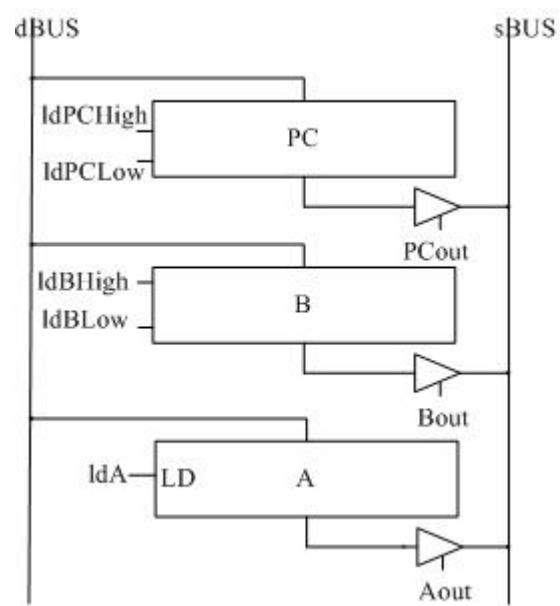 dBUS sBUS
ldPCHigh
PC
ldPCLow
PCout
ldBHigh
B
ldBLow
Bout
ldA LD A
Aout